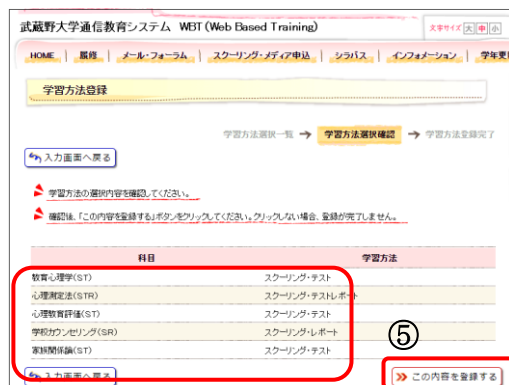 武蔵野大学通信教育システム WBT(Web Based Training)
文字サイズ 大 中 小
HOME 履修 メール・フォーラム スクーリング・メディア申込 シラバス インフォメーション 学年更
学習方法登録
学習方法選択一覧 → 学習方法選択確認 → 学習方法登録完了
入力画面へ戻る
学習方法の選択内容を確認してください。
確認後、「この内容を登録する」ボタンをクリックしてください。クリックしない場合、登録が完了しません。
科目 学習方法
教育心理学(ST) スクーリング・テスト
心理測定法(STR) スクーリング・テストレポート
心理教育評価(ST) スクーリング・テスト
学校カウンセリング(SR) スクーリング・レポート
家族関係論(ST) スクーリング・テスト
⑤
入力画面へ戻る この内容を登録する